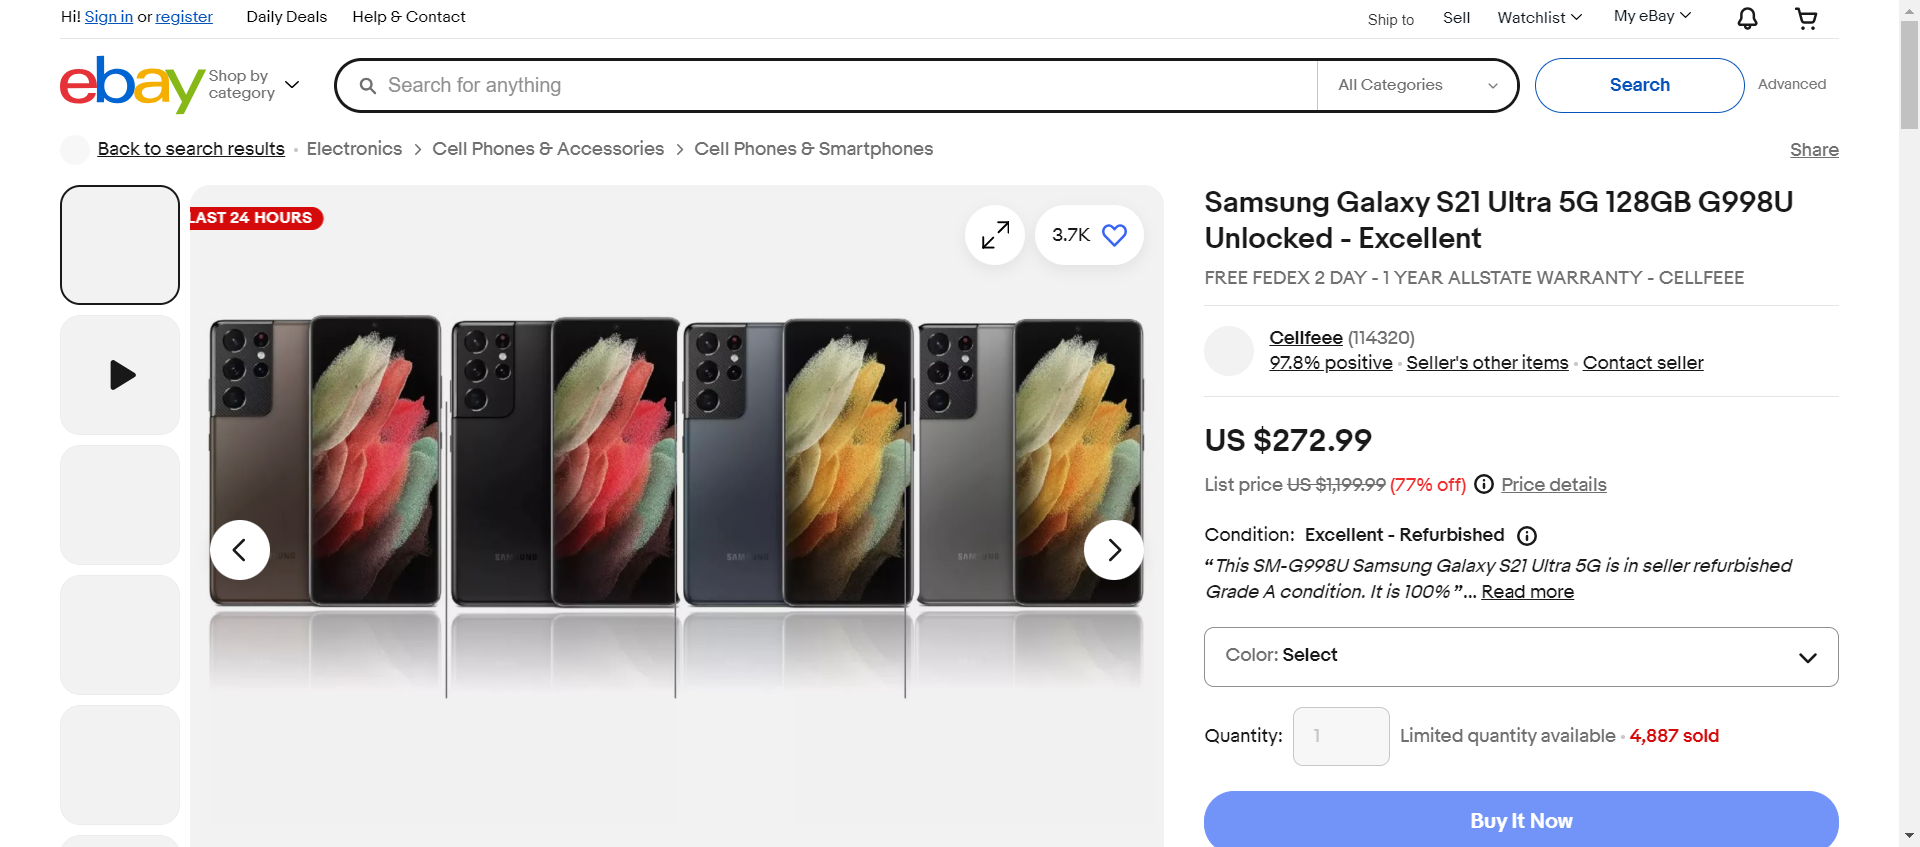 Hi! Sign in or register Daily Deals Help & Contact Ship to Sell Watchlist My eBay
ebay Shop by category Search for anything All Categories Search Advanced
Back to search results Electronics > Cell Phones & Accessories > Cell Phones & Smartphones Share
LAST 24 HOURS
3.7K
Samsung Galaxy S21 Ultra 5G 128GB G998U
Unlocked - Excellent
FREE FEDEX 2 DAY - 1 YEAR ALLSTATE WARRANTY - CELLFEEE
Cellfeee (114320)
97.8% positive · Seller's other items · Contact seller
US $272.99
List price US $1,199.99 (77% off) Price details
Condition: Excellent - Refurbished
“This SM-G998U Samsung Galaxy S21 Ultra 5G is in seller refurbished
Grade A condition. It is 100%”... Read more
Color: Select
Quantity: 1 Limited quantity available · 4,887 sold
Buy It Now